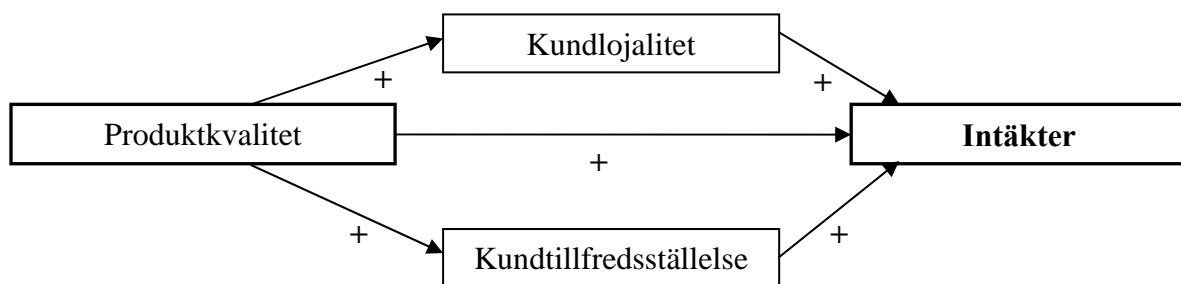 Kundlojalitet
+
+
Produktkvalitet
Intäkter
+
+
+
Kundtillfredsställelse